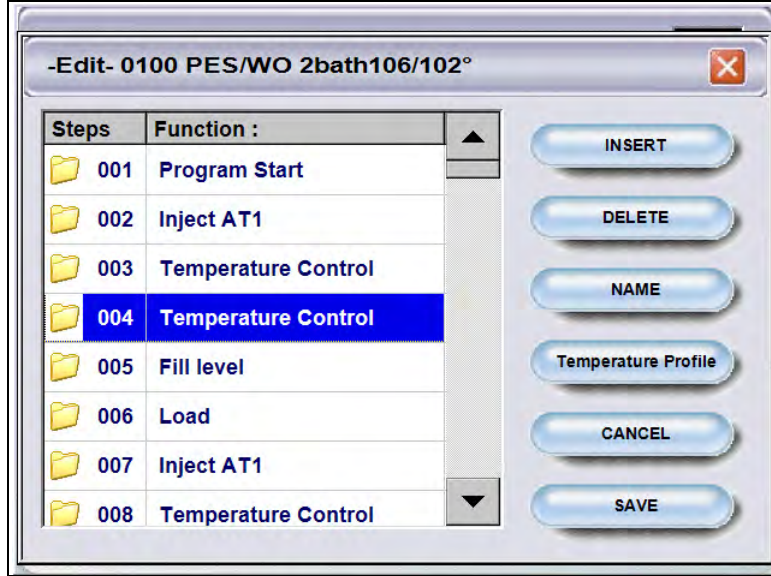 -Edit- 0100 PES/WO 2bath106/102°
Steps Function :
001 Program Start
002 Inject AT1
003 Temperature Control
004 Temperature Control
005 Fill level
006 Load
007 Inject AT1
008 Temperature Control
INSERT
DELETE
NAME
Temperature Profile
CANCEL
SAVE